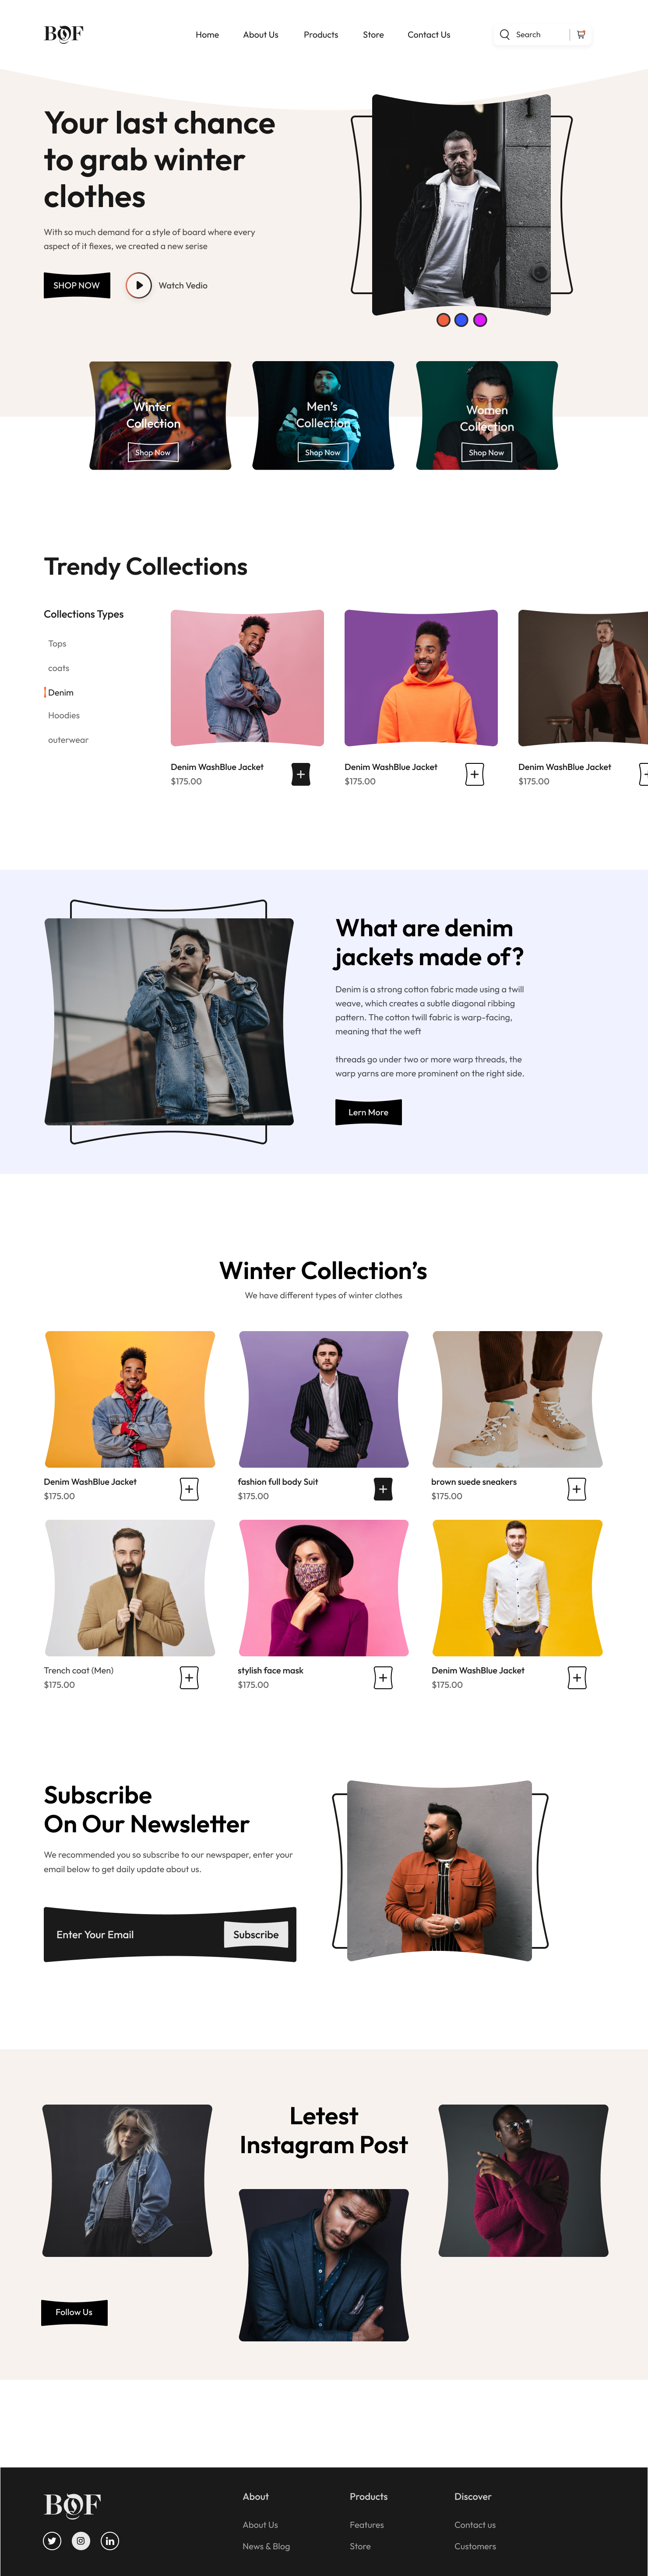 BOF
Home
About Us
Products
Store
Contact Us
Search
Your last chance
to grab winter
clothes
With so much demand for a style of board where every
aspect of it flexes, we created a new serise
SHOP NOW
Watch Vedio
Winter
Collection
Shop Now
Men's
Collection
Shop Now
Women
Collection
Shop Now
Trendy Collections
Collections Types
Tops
coats
Denim
Hoodies
outerwear
Denim WashBlue Jacket
$175.00
Denim WashBlue Jacket
$175.00
Denim WashBlue Jacket
$175.00
What are denim
jackets made of?
Denim is a strong cotton fabric made using a twill
weave, which creates a subtle diagonal ribbing
pattern. The cotton twill fabric is warp-facing,
meaning that the weft
threads go under two or more warp threads, the
warp yarns are more prominent on the right side.
Lern More
Winter Collection's
We have different types of winter clothes
Denim WashBlue Jacket
$175.00
fashion full body Suit
$175.00
brown suede sneakers
$175.00
Trench coat (Men)
$175.00
stylish face mask
$175.00
Denim WashBlue Jacket
$175.00
Subscribe
On Our Newsletter
We recommended you so subscribe to our newspaper, enter your
email below to get daily update about us.
Enter Your Email
Subscribe
Letest
Instagram Post
Follow Us
BOF
About
About Us
News & Blog
Products
Features
Store
Discover
Contact us
Customers